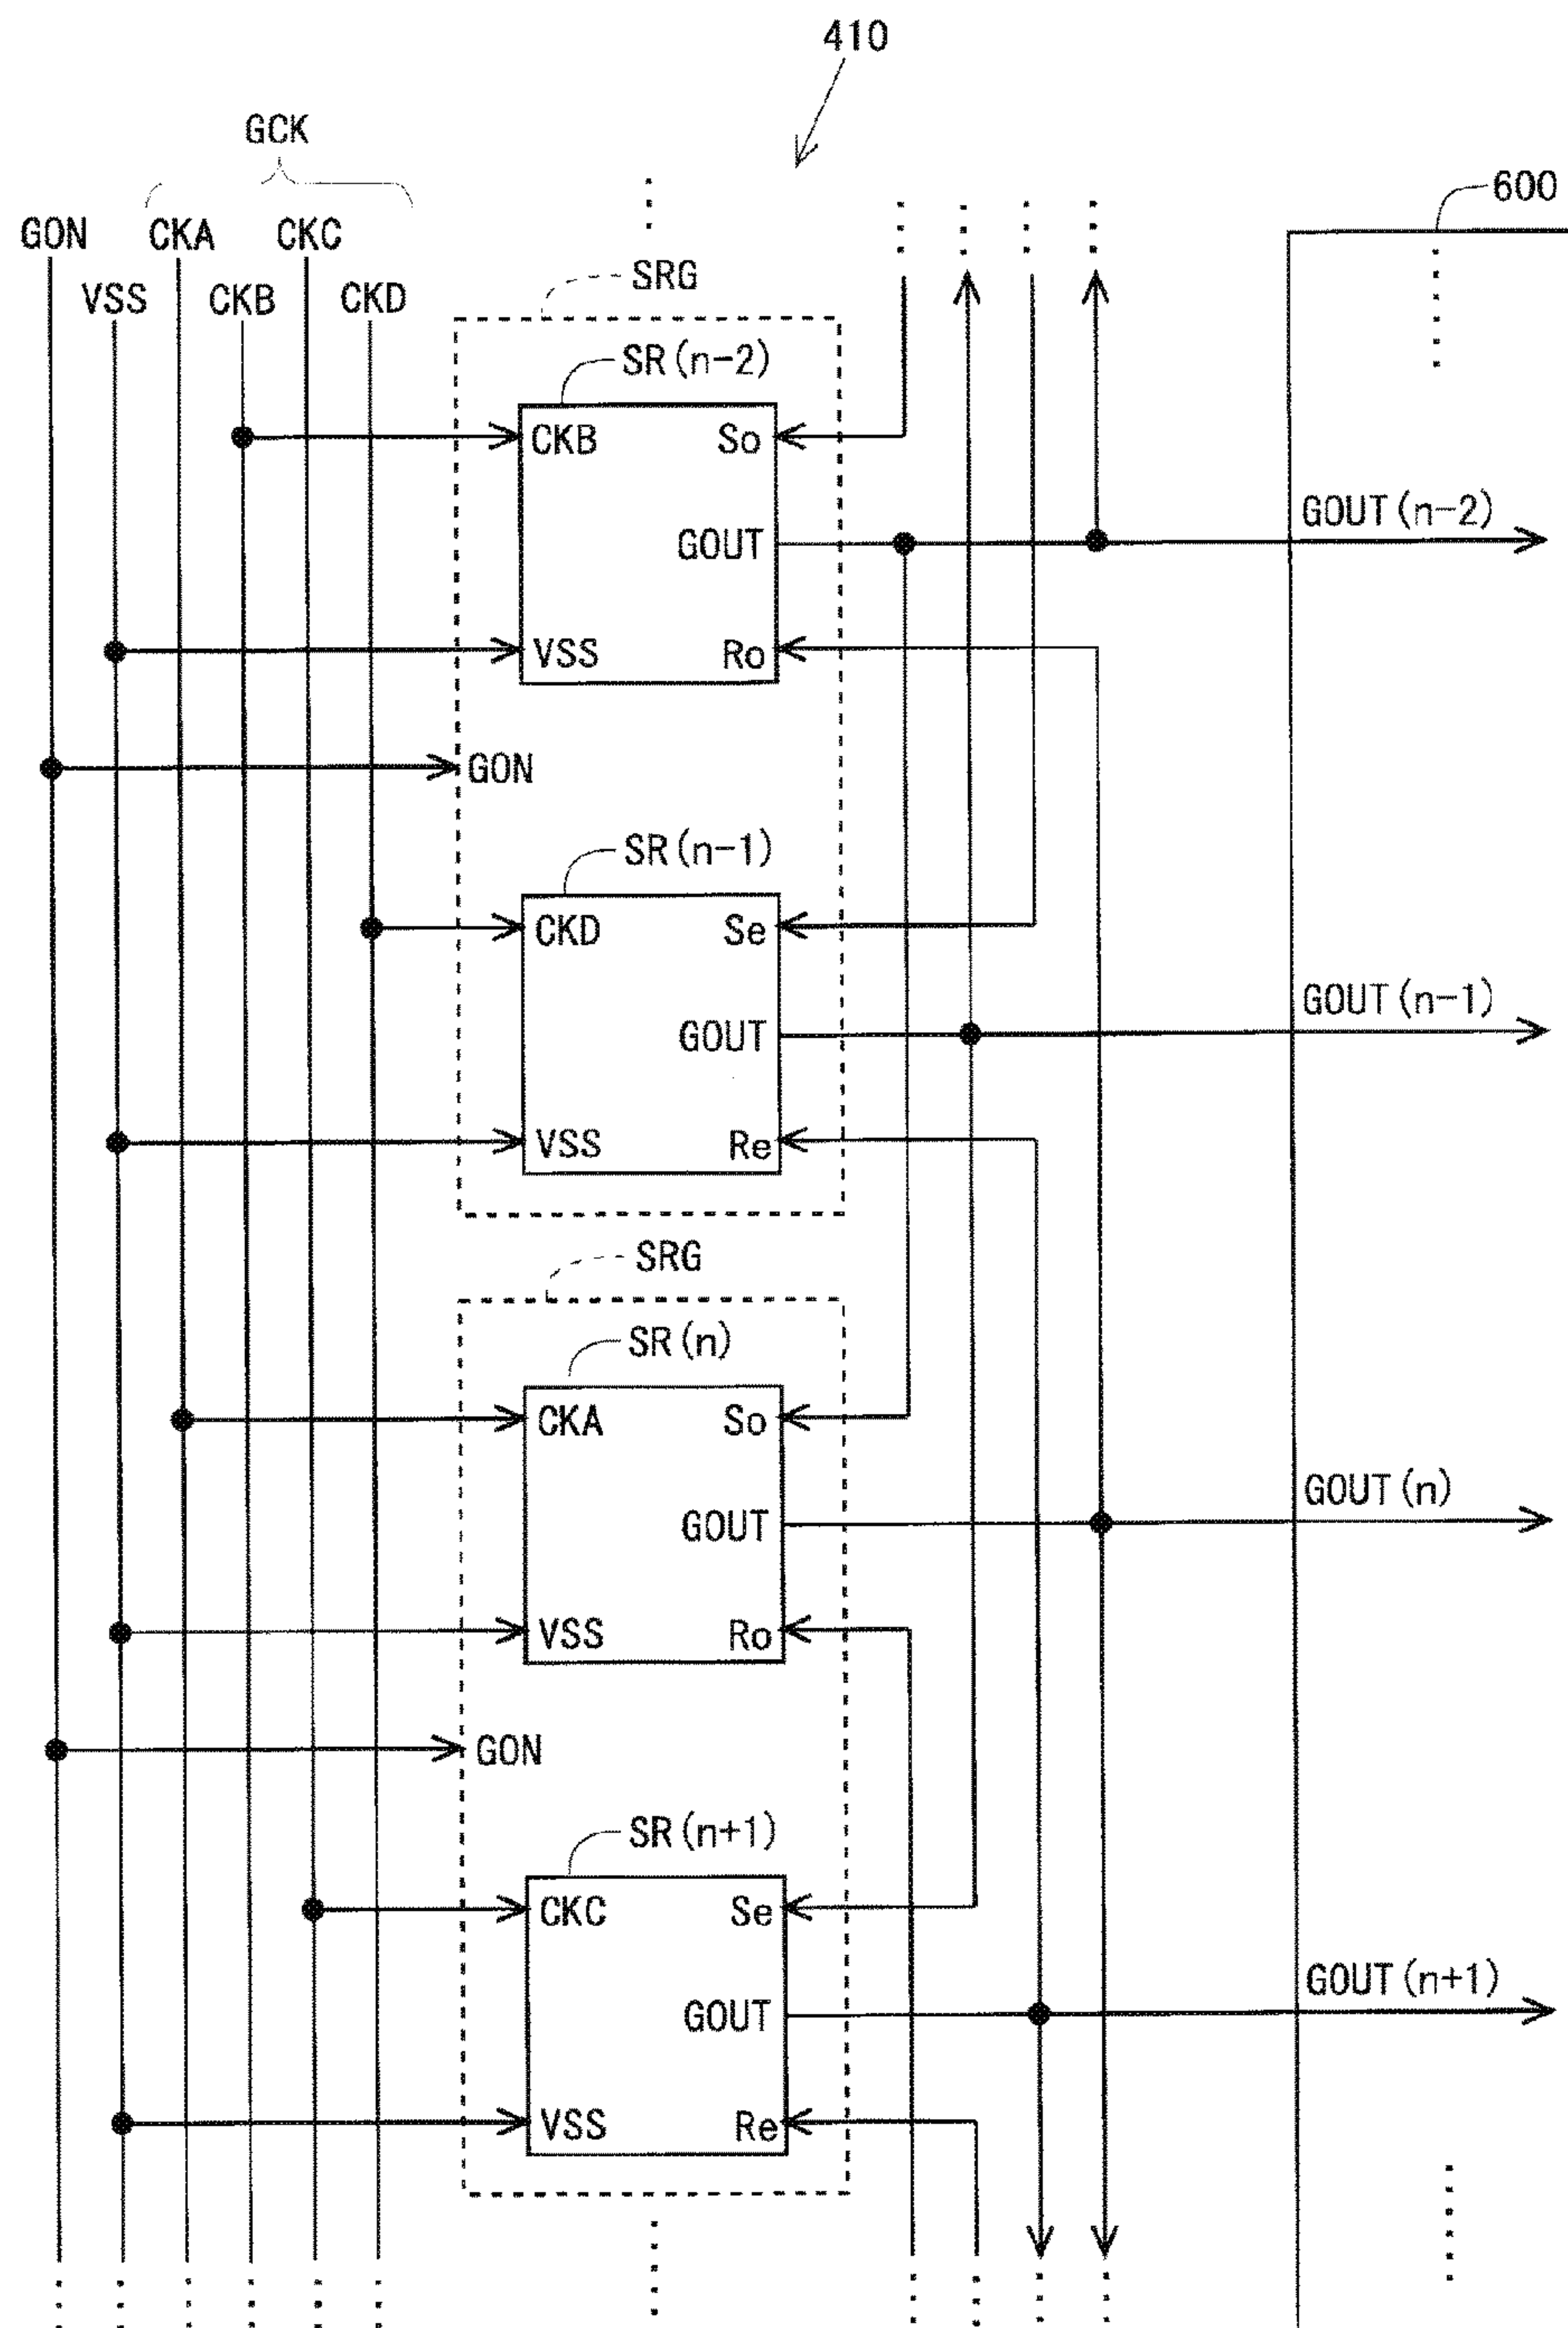 410
GCK
600
GON CKA CKC
VSS CKB CKD
SRG
SR(n-2)
CKB So
GOUT
GOUT(n-2)
VSS Ro
GON
SR(n-1)
CKD Se
GOUT
GOUT(n-1)
VSS Re
SRG
SR(n)
CKA So
GOUT
GOUT(n)
VSS Ro
GON
SR(n+1)
CKC Se
GOUT
GOUT(n+1)
VSS Re